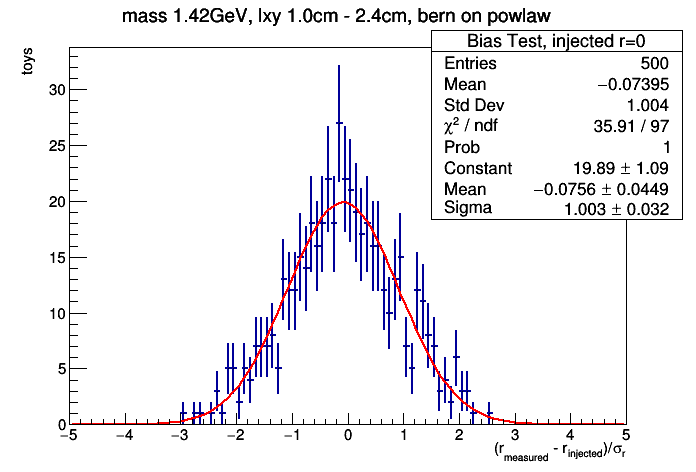 mass 1.42GeV, lxy 1.0cm - 2.4cm, bern on powlaw
Bias Test, injected r=0
Entries 500
Mean −0.07395
Std Dev 1.004
χ² / ndf 35.91 / 97
Prob 1
Constant 19.89 ± 1.09
Mean −0.0756 ± 0.0449
Sigma 1.003 ± 0.032
toys
30
25
20
15
10
5
0
−5 −4 −3 −2 −1 0 1 2 3 4 5
(r_measured - r_injected)/σ_r